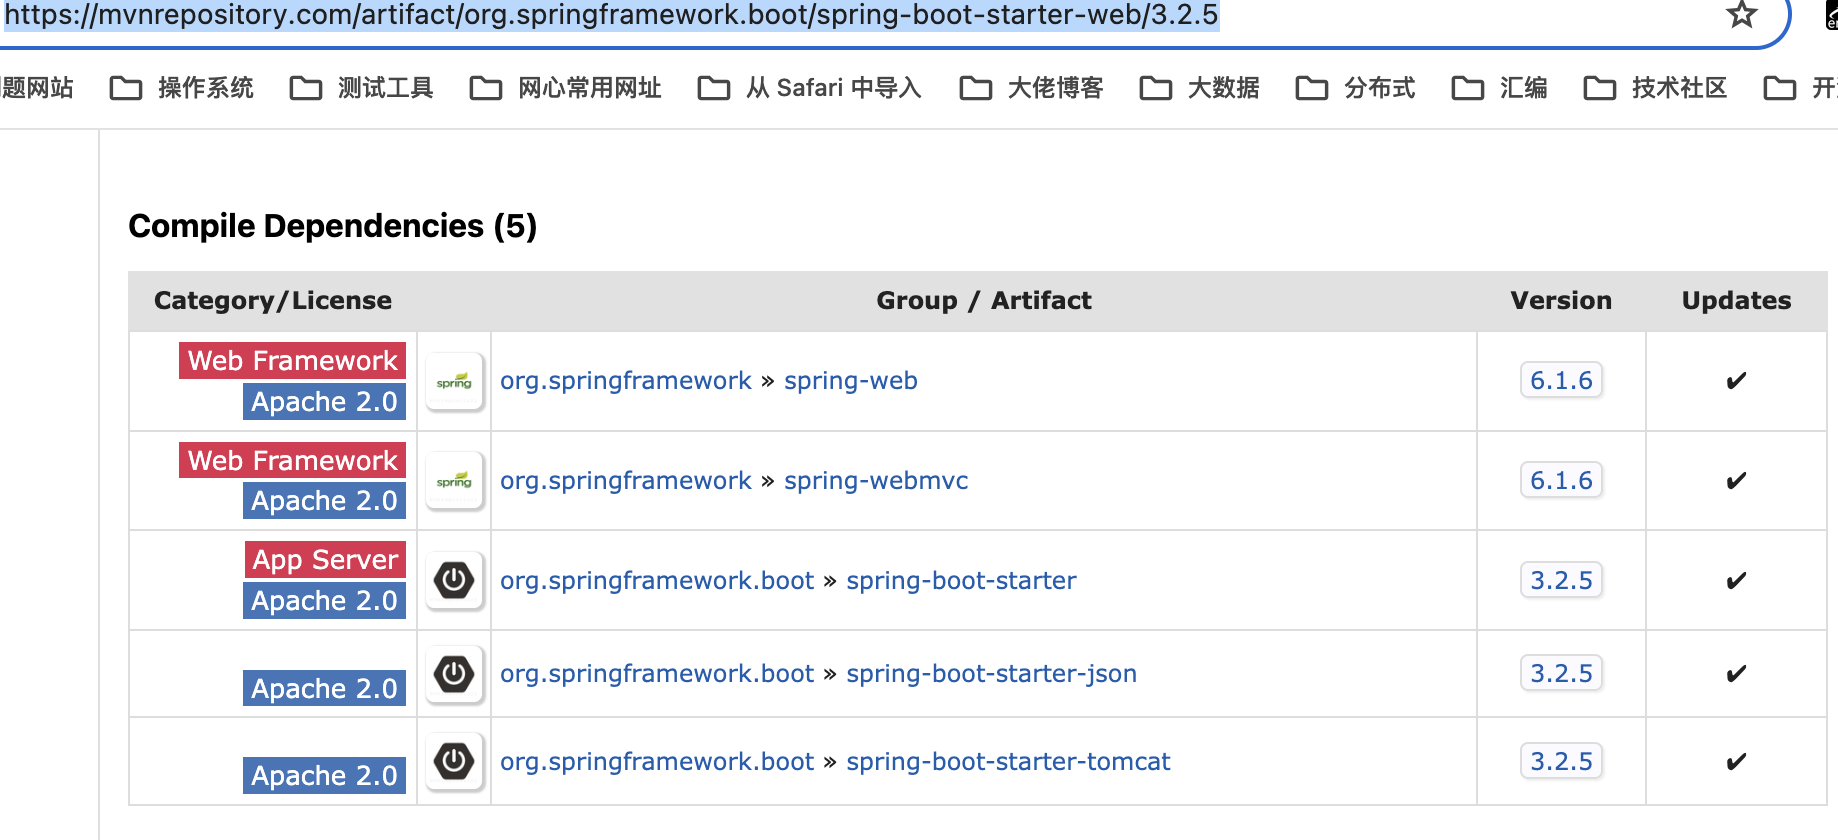 https://mvnrepository.com/artifact/org.springframework.boot/spring-boot-starter-web/3.2.5
题网站 操作系统 测试工具 网心常用网址 从 Safari 中导入 大佬博客 大数据 分布式 汇编 技术社区 开
Compile Dependencies (5)
Category/License Group / Artifact Version Updates
Web Framework
Apache 2.0
spring
org.springframework » spring-web 6.1.6 ✔
Web Framework
Apache 2.0
spring
org.springframework » spring-webmvc 6.1.6 ✔
App Server
Apache 2.0
org.springframework.boot » spring-boot-starter 3.2.5 ✔
Apache 2.0
org.springframework.boot » spring-boot-starter-json 3.2.5 ✔
Apache 2.0
org.springframework.boot » spring-boot-starter-tomcat 3.2.5 ✔